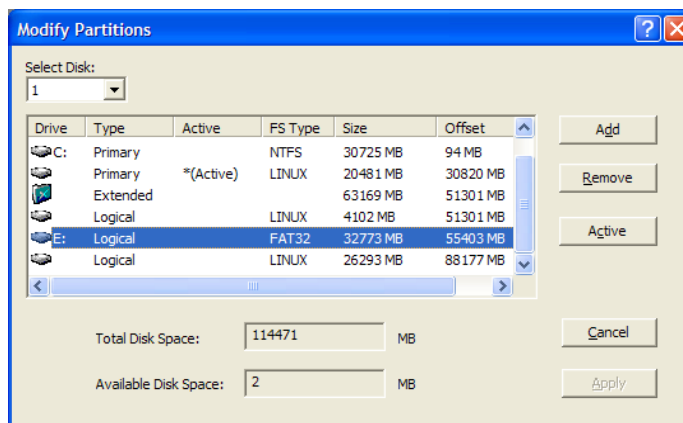 Modify Partitions
Select Disk:
1
Drive Type Active FS Type Size Offset
C: Primary NTFS 30725 MB 94 MB
Primary *(Active) LINUX 20481 MB 30820 MB
Extended 63169 MB 51301 MB
Logical LINUX 4102 MB 51301 MB
E: Logical FAT32 32773 MB 55403 MB
Logical LINUX 26293 MB 88177 MB
Add
Remove
Active
Total Disk Space: 114471 MB
Cancel
Available Disk Space: 2 MB
Apply